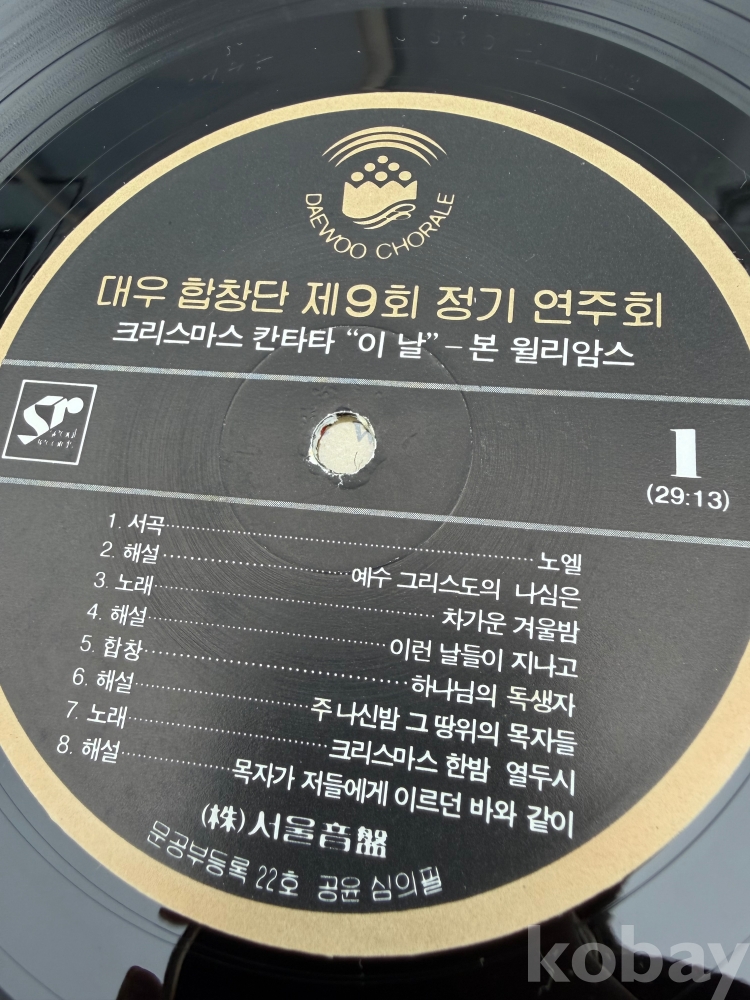 DAEWOO CHORALE
대우 합창단 제9회 정기 연주회
크리스마스 칸타타 “이 날” – 본 윌리암스
1
(29:13)
1. 서곡 노엘
2. 해설 예수 그리스도의 나심은
3. 노래 차가운 겨울밤
4. 해설 이런 날들이 지나고
5. 합창 하나님의 독생자
6. 해설 주 나신밤 그 땅위의 목자들
7. 노래 크리스마스 한밤 열두시
8. 해설 목자가 저들에게 이르던 바와 같이
(株)서울音盤
문공부등록 22호 공윤 심의필
kobay